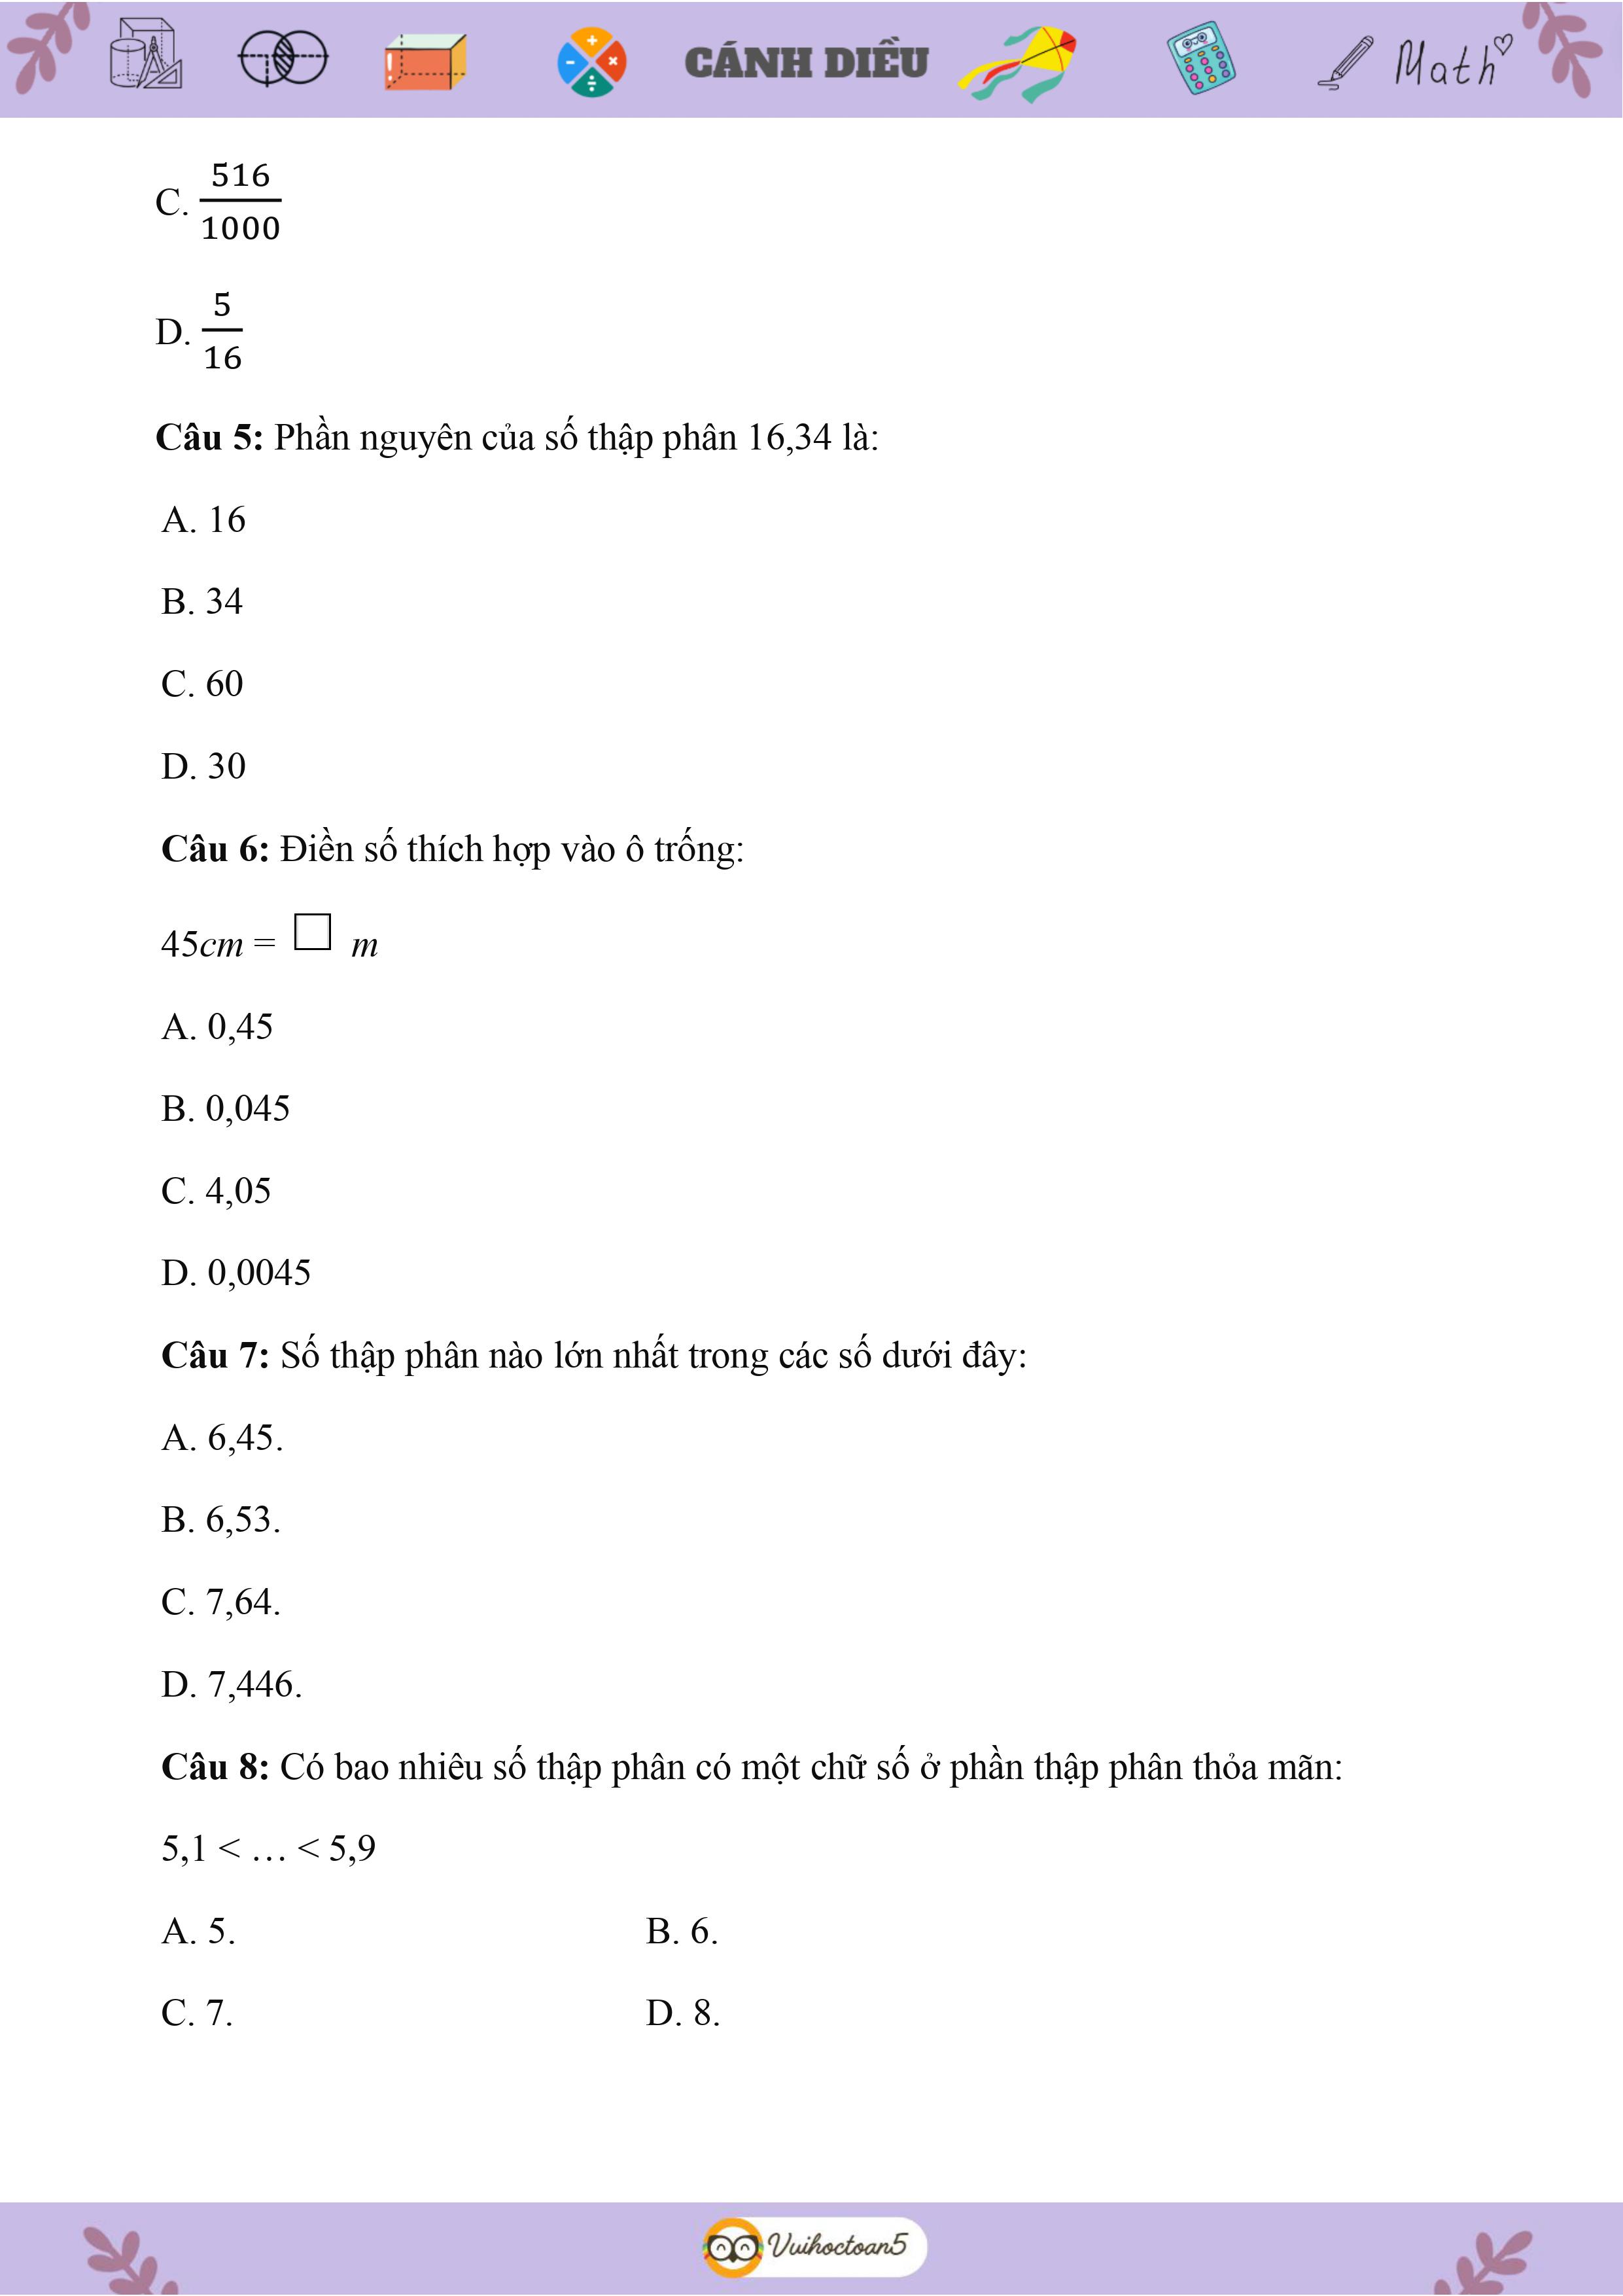 CÁNH DIỀU
Math
C. 516/1000
D. 5/16
Câu 5: Phần nguyên của số thập phân 16,34 là:
A. 16
B. 34
C. 60
D. 30
Câu 6: Điền số thích hợp vào ô trống:
45cm = □ m
A. 0,45
B. 0,045
C. 4,05
D. 0,0045
Câu 7: Số thập phân nào lớn nhất trong các số dưới đây:
A. 6,45.
B. 6,53.
C. 7,64.
D. 7,446.
Câu 8: Có bao nhiêu số thập phân có một chữ số ở phần thập phân thỏa mãn:
5,1 < … < 5,9
A. 5. B. 6.
C. 7. D. 8.
Vuihoctoan5